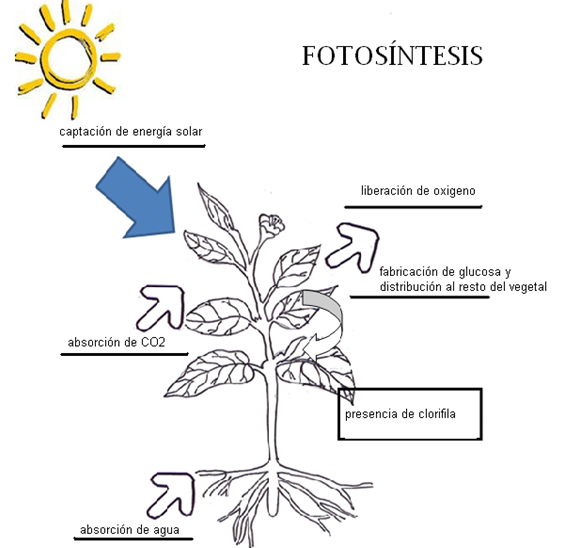 FOTOSÍNTESIS
captación de energía solar
liberación de oxigeno
fabricación de glucosa y
distribución al resto del vegetal
absorción de CO2
presencia de clorifila
absorción de agua